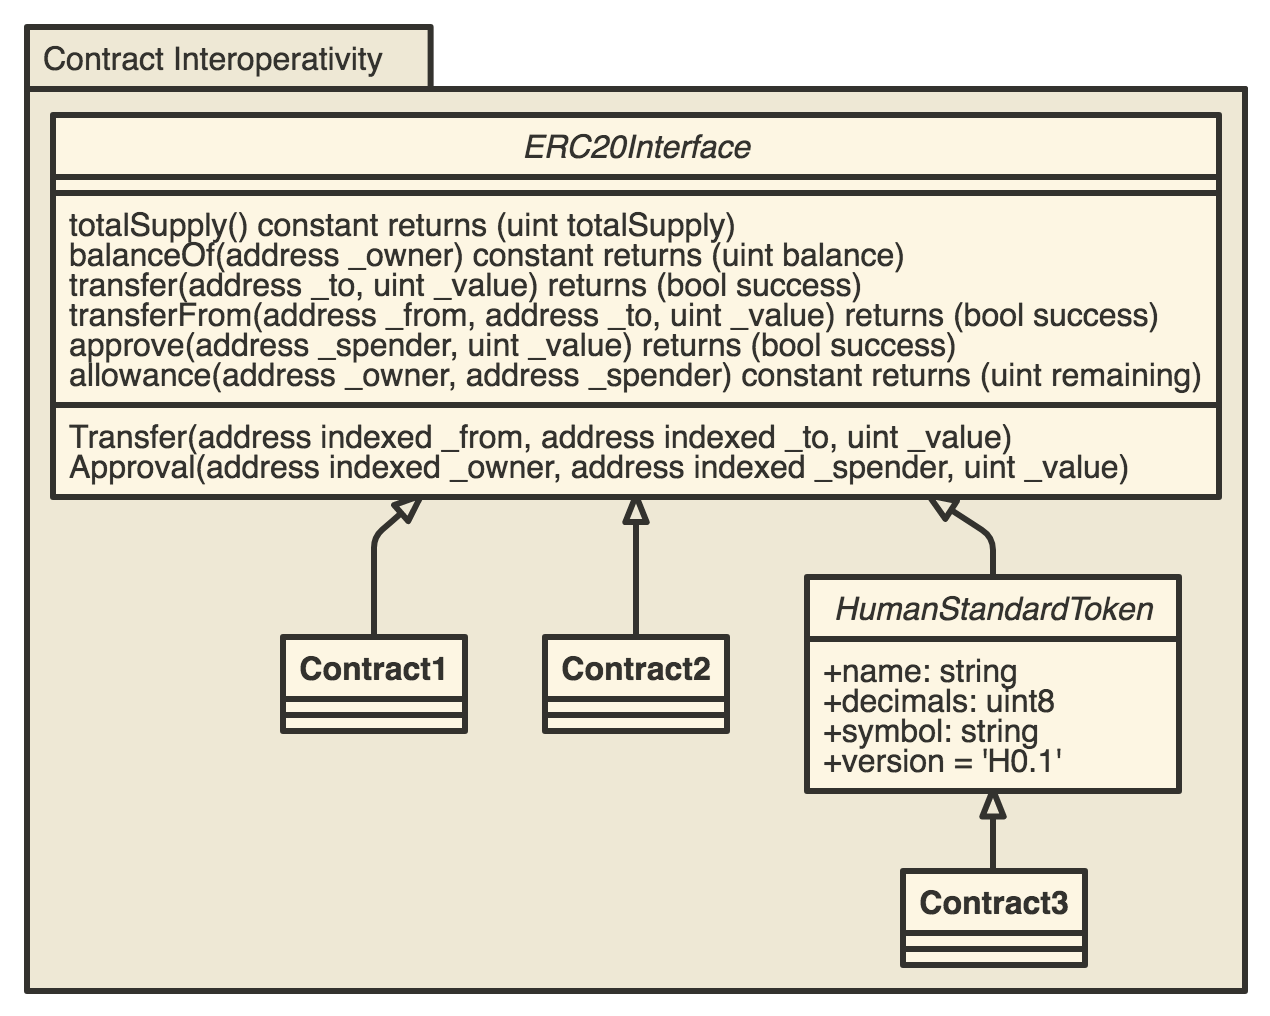 Contract Interoperativity
ERC20Interface
totalSupply() constant returns (uint totalSupply)
balanceOf(address _owner) constant returns (uint balance)
transfer(address _to, uint _value) returns (bool success)
transferFrom(address _from, address _to, uint _value) returns (bool success)
approve(address _spender, uint _value) returns (bool success)
allowance(address _owner, address _spender) constant returns (uint remaining)
Transfer(address indexed _from, address indexed _to, uint _value)
Approval(address indexed _owner, address indexed _spender, uint _value)
Contract1
Contract2
HumanStandardToken
+name: string
+decimals: uint8
+symbol: string
+version = 'H0.1'
Contract3